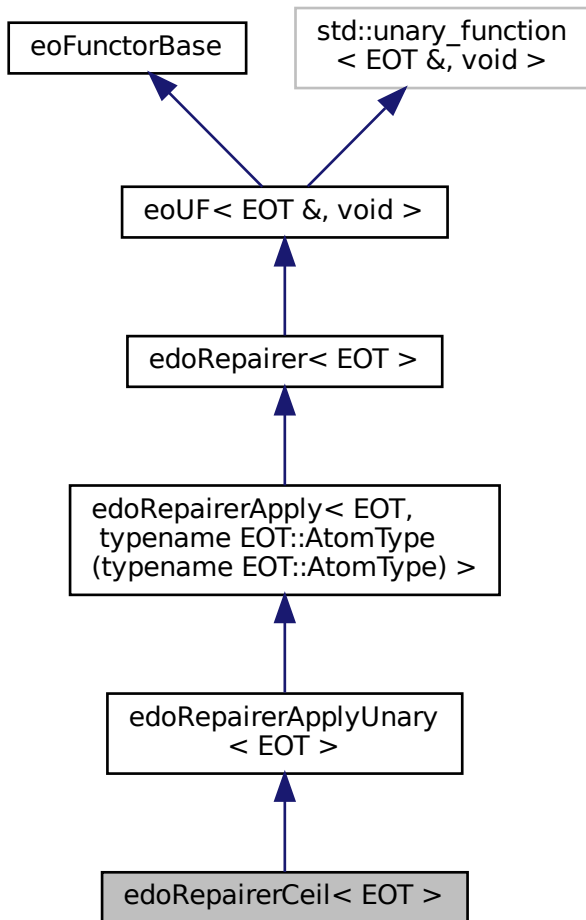 eoFunctorBase
std::unary_function
< EOT &, void >
eoUF< EOT &, void >
edoRepairer< EOT >
edoRepairerApply< EOT,
typename EOT::AtomType
(typename EOT::AtomType) >
edoRepairerApplyUnary
< EOT >
edoRepairerCeil< EOT >